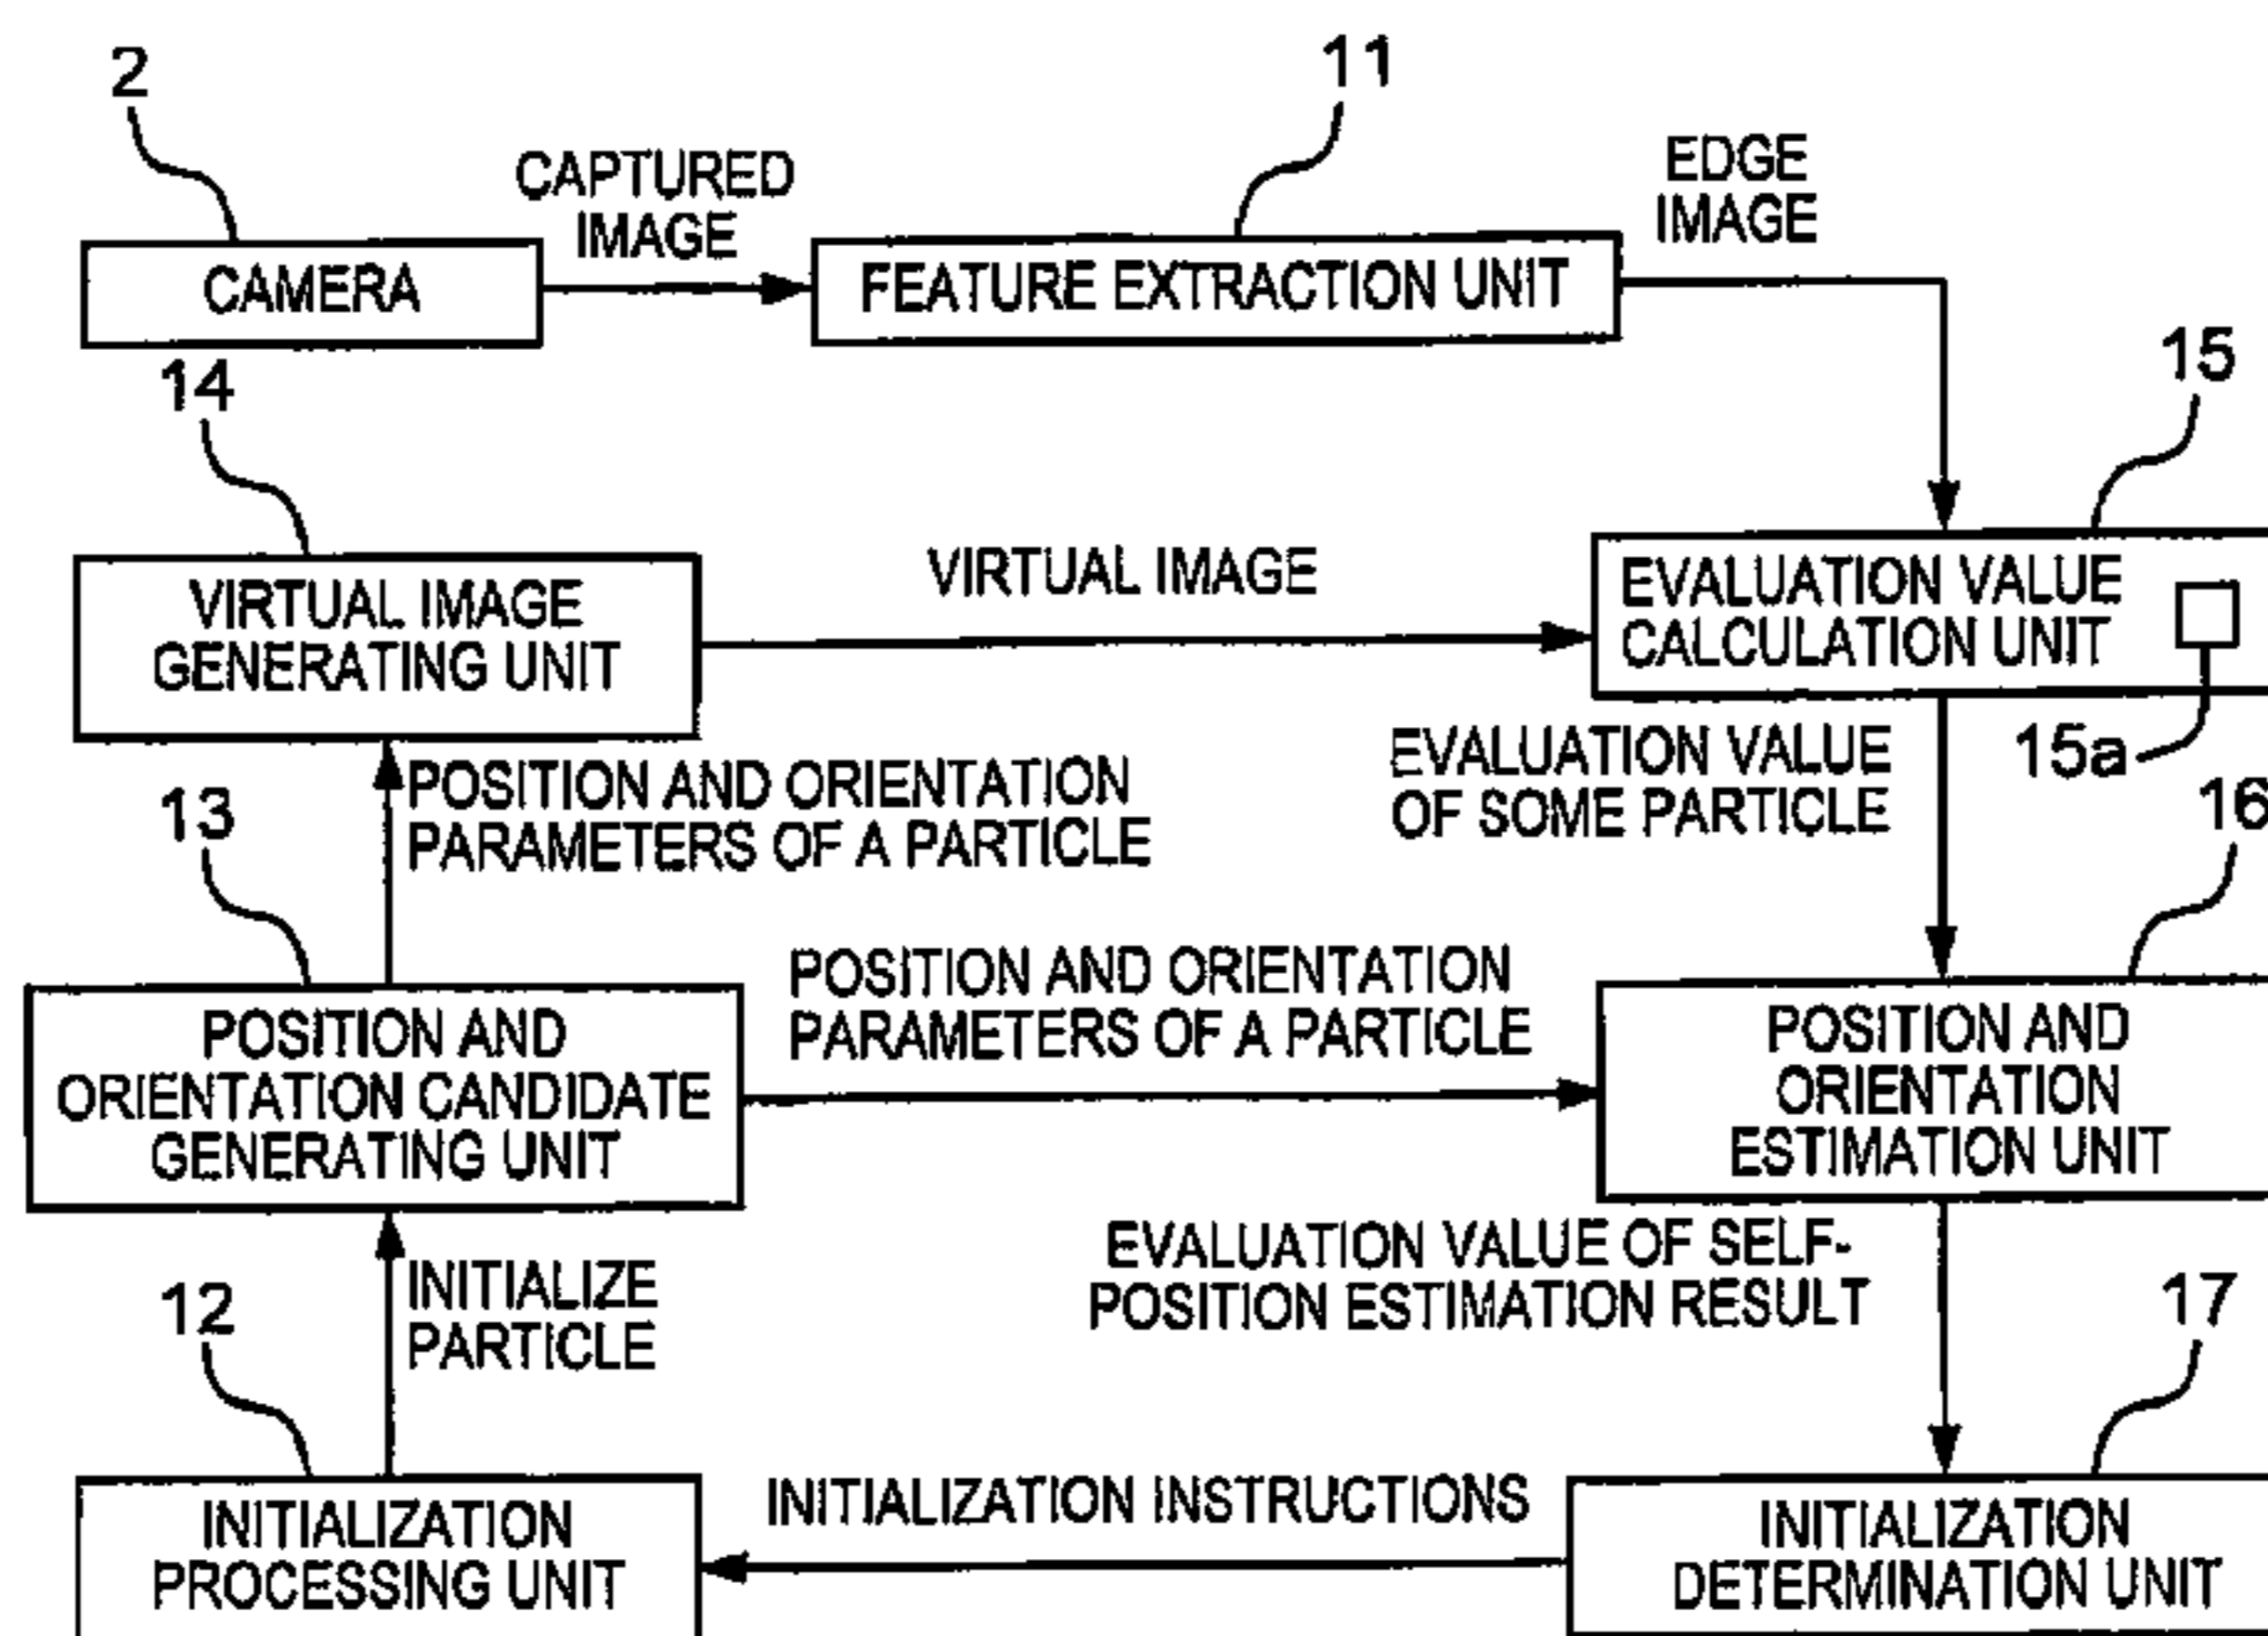 2
11
CAPTURED
IMAGE
EDGE
IMAGE
CAMERA
FEATURE EXTRACTION UNIT
14
15
VIRTUAL IMAGE
GENERATING UNIT
VIRTUAL IMAGE
EVALUATION VALUE
CALCULATION UNIT
15a
13
POSITION AND ORIENTATION
PARAMETERS OF A PARTICLE
EVALUATION VALUE
OF SOME PARTICLE
16
POSITION AND
ORIENTATION CANDIDATE
GENERATING UNIT
POSITION AND ORIENTATION
PARAMETERS OF A PARTICLE
POSITION AND
ORIENTATION
ESTIMATION UNIT
12
INITIALIZE
PARTICLE
EVALUATION VALUE OF SELF-
POSITION ESTIMATION RESULT
17
INITIALIZATION
PROCESSING UNIT
INITIALIZATION INSTRUCTIONS
INITIALIZATION
DETERMINATION UNIT